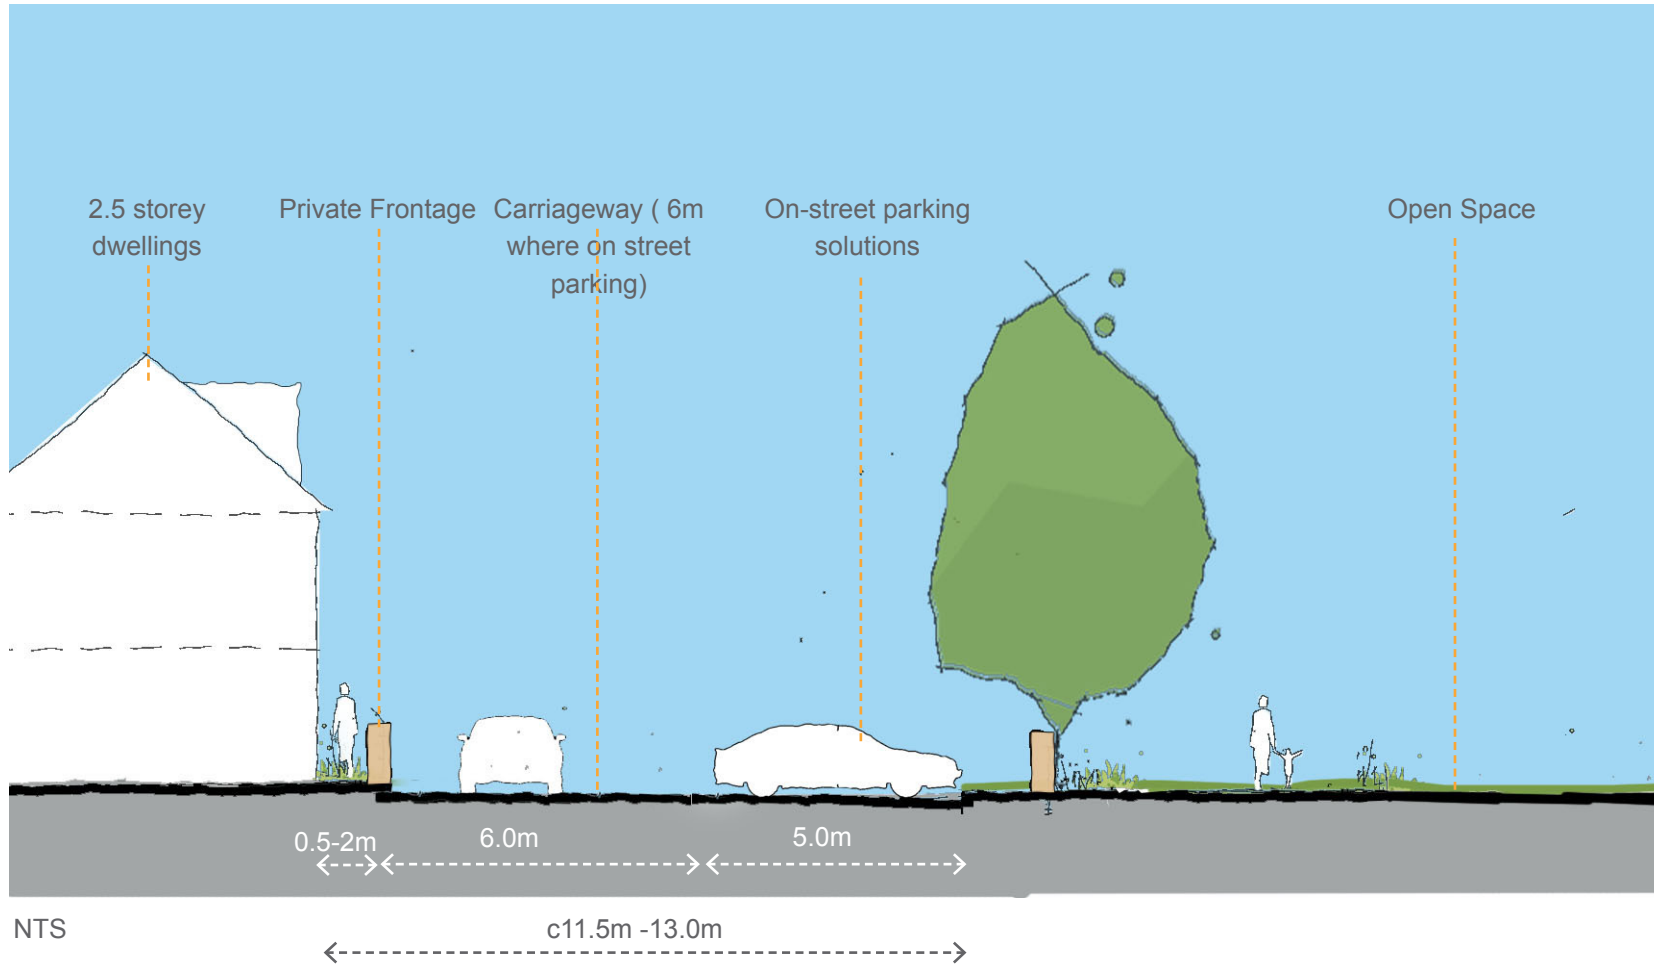 2.5 storey
dwellings
Private Frontage
Carriageway ( 6m
where on street
parking)
On-street parking
solutions
Open Space
0.5-2m
6.0m
5.0m
NTS
c11.5m -13.0m